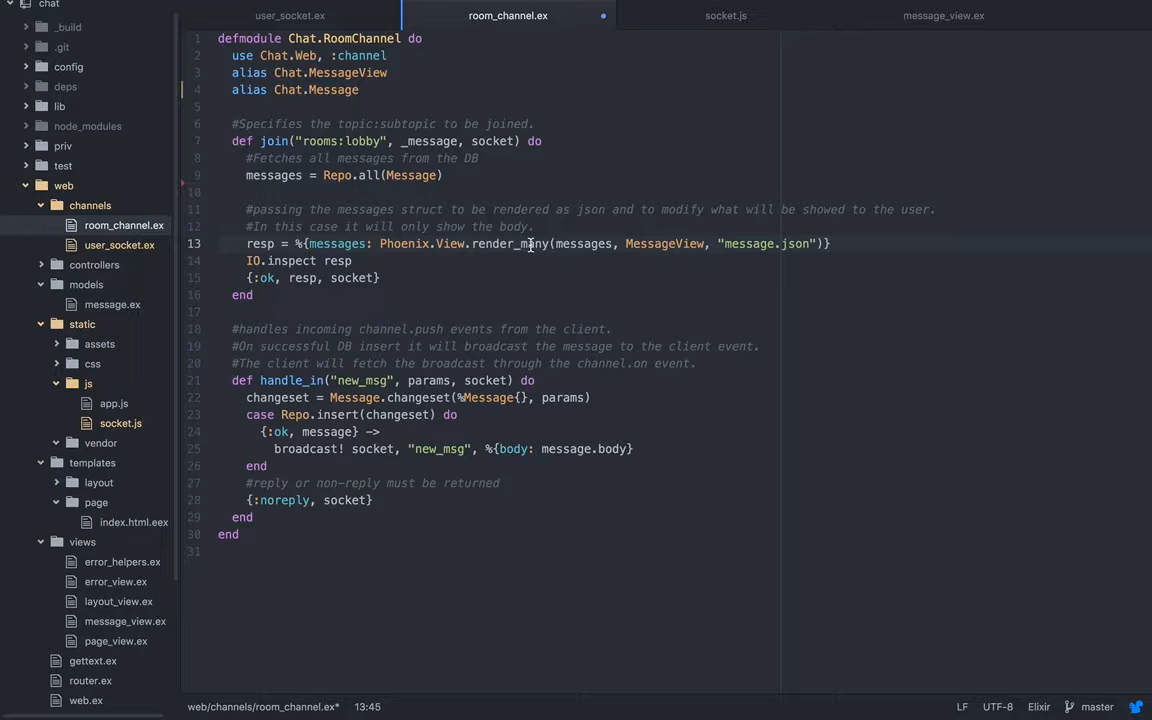 chat
_build
.git
config
deps
lib
node_modules
priv
test
web
channels
room_channel.ex
user_socket.ex
controllers
models
message.ex
static
assets
css
js
app.js
socket.js
vendor
templates
layout
page
index.html.eex
views
error_helpers.ex
error_view.ex
layout_view.ex
message_view.ex
page_view.ex
gettext.ex
router.ex
web.ex
user_socket.ex room_channel.ex socket.js message_view.ex
1 defmodule Chat.RoomChannel do
2 use Chat.Web, :channel
3 alias Chat.MessageView
4 alias Chat.Message
5
6 #Specifies the topic:subtopic to be joined.
7 def join("rooms:lobby", _message, socket) do
8 #Fetches all messages from the DB
9 messages = Repo.all(Message)
10
11 #passing the messages struct to be rendered as json and to modify what will be showed to the user.
12 #In this case it will only show the body.
13 resp = %{messages: Phoenix.View.render_many(messages, MessageView, "message.json")}
14 IO.inspect resp
15 {:ok, resp, socket}
16 end
17
18 #handles incoming channel.push events from the client.
19 #On successful DB insert it will broadcast the message to the client event.
20 #The client will fetch the broadcast through the channel.on event.
21 def handle_in("new_msg", params, socket) do
22 changeset = Message.changeset(%Message{}, params)
23 case Repo.insert(changeset) do
24 {:ok, message} ->
25 broadcast! socket, "new_msg", %{body: message.body}
26 end
27 #reply or non-reply must be returned
28 {:noreply, socket}
29 end
30 end
31
web/channels/room_channel.ex* 13:45 LF UTF-8 Elixir master